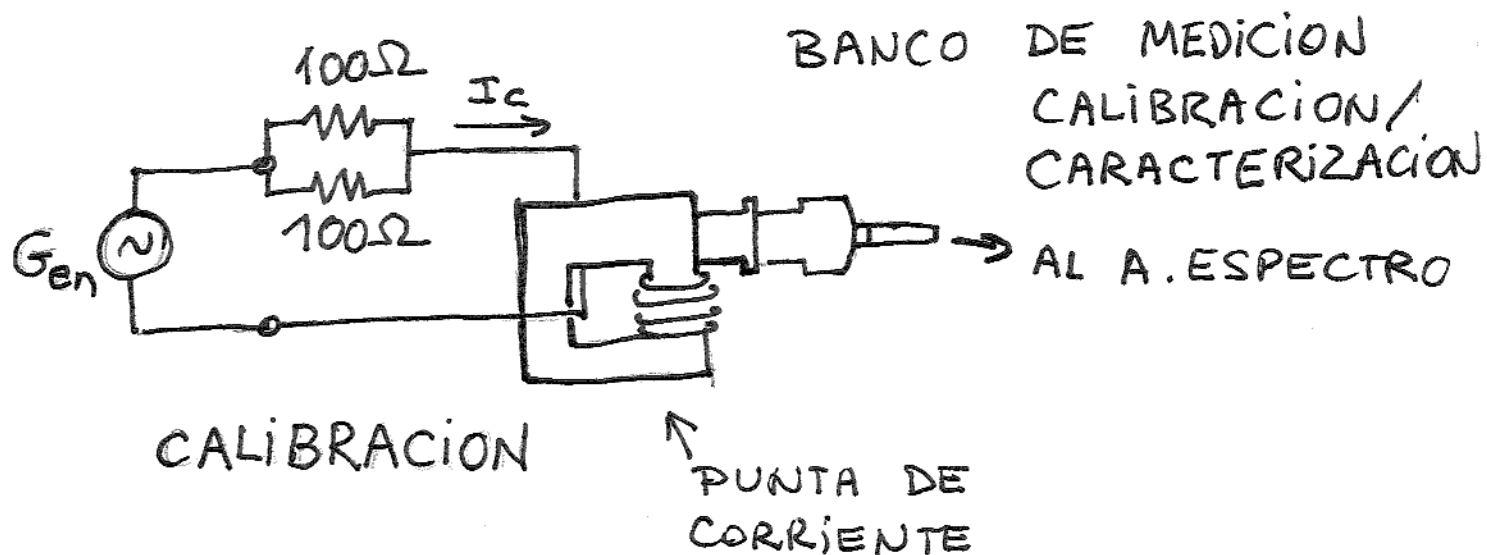 BANCO DE MEDiCiON
CALiBRACiON/
CARACTERiZACiON
100Ω
Ic
100Ω
Gen
AL A. ESPECTRO
CALiBRACiON
PUNTA DE
CORRiENTE